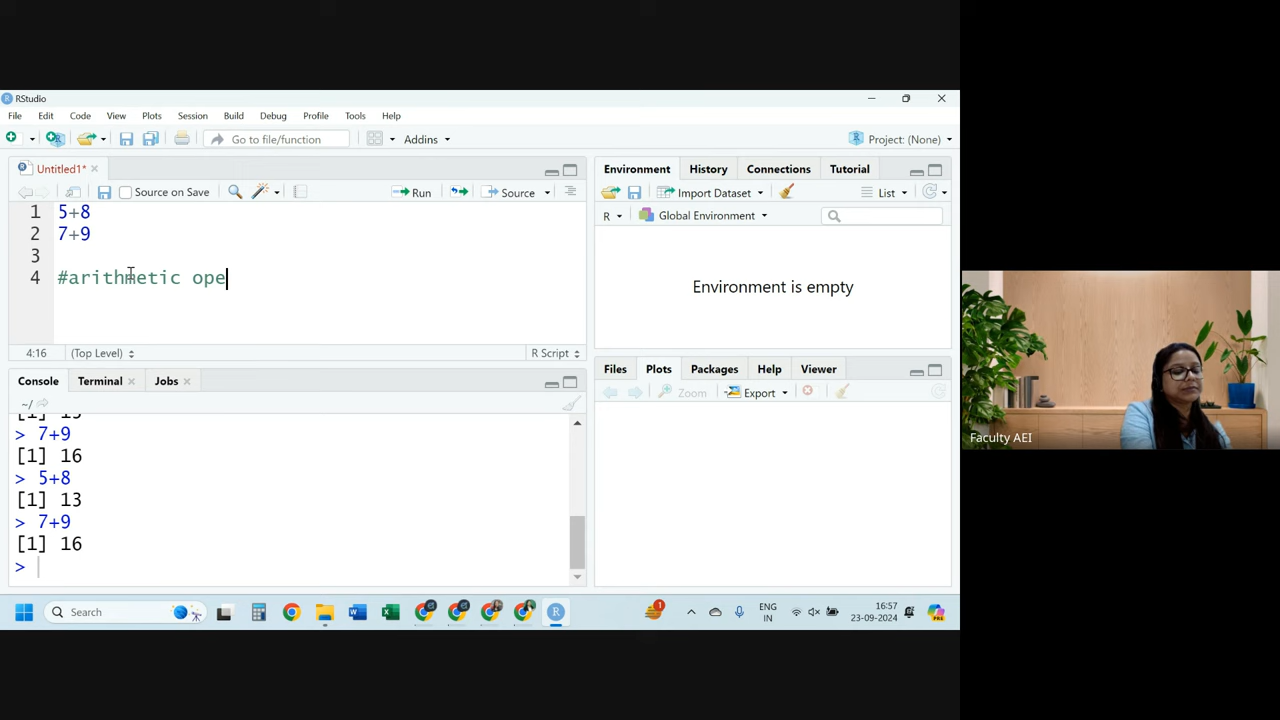 RStudio
File Edit Code View Plots Session Build Debug Profile Tools Help
Go to file/function Addins Project: (None)
Untitled1*
Source on Save Run Source
1 5+8
2 7+9
3
4 #arithmetic ope
4:16 (Top Level) R Script
Console Terminal Jobs
~/
> 7+9
[1] 16
> 5+8
[1] 13
> 7+9
[1] 16
>
Environment History Connections Tutorial
Import Dataset List
R Global Environment
Environment is empty
Files Plots Packages Help Viewer
Zoom Export
Faculty AEI
Search
1
ENG
IN
16:57
23-09-2024